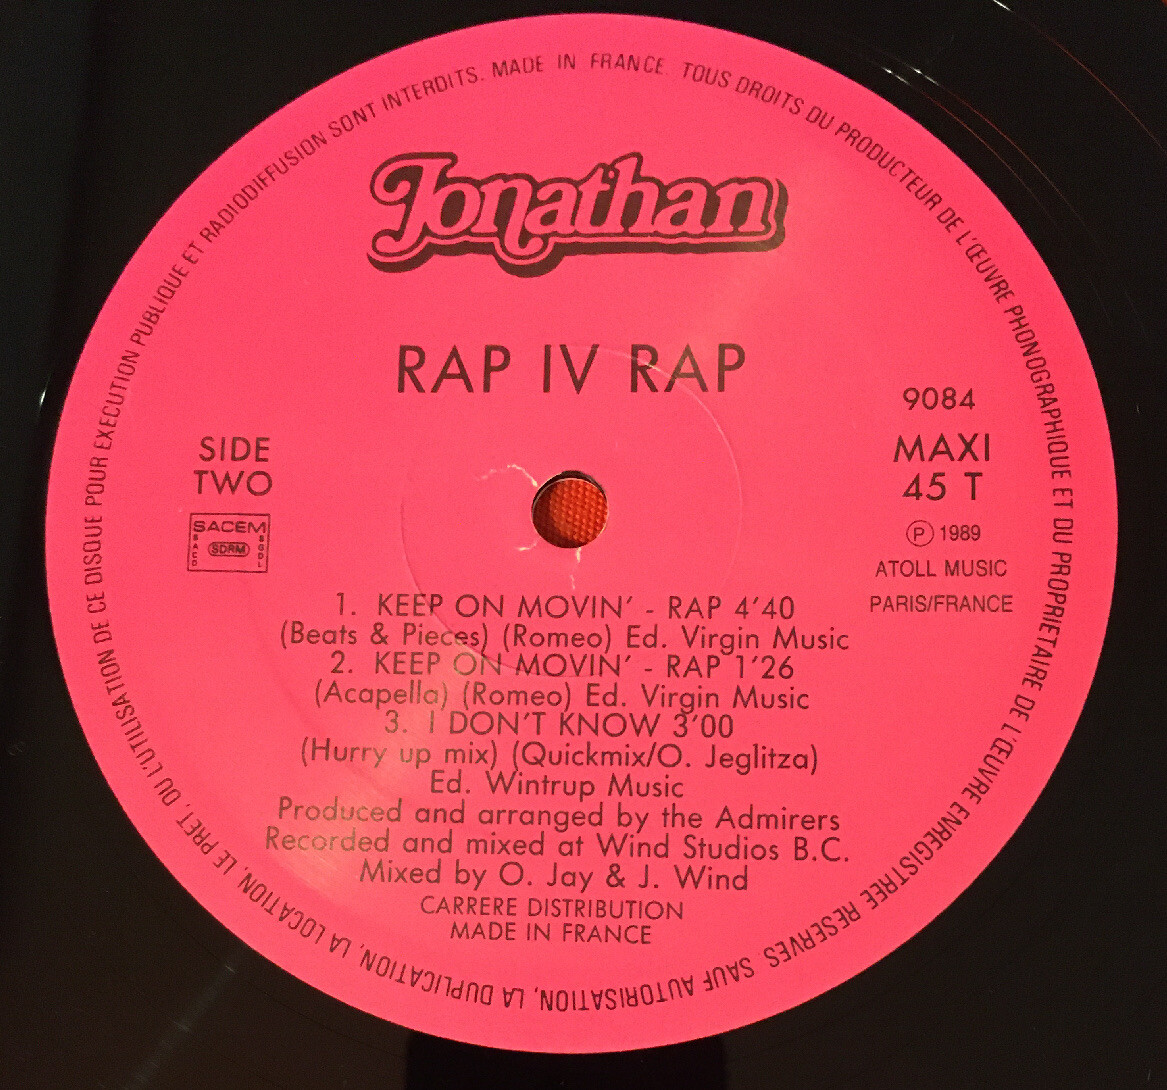 TOUS DROITS DU PRODUCTEUR DE L'ŒUVRE PHONOGRAPHIQUE ET DU PROPRIETAIRE DE L'ŒUVRE ENREGISTREE RESERVES. SAUF AUTORISATION, LA DUPLICATION, LA LOCATION, LE PRET, DU L'UTILISATION DE CE DISQUE POUR EXECUTION PUBLIQUE ET RADIODIFFUSION SONT INTERDITS. MADE IN FRANCE.
Jonathan
RAP IV RAP
SIDE
TWO
SACEM
SACD
SDRM
SGDL
9084
MAXI
45 T
Ⓟ 1989
ATOLL MUSIC
PARIS/FRANCE
1. KEEP ON MOVIN' - RAP 4'40
(Beats & Pieces) (Romeo) Ed. Virgin Music
2. KEEP ON MOVIN' - RAP 1'26
(Acapella) (Romeo) Ed. Virgin Music
3. I DON'T KNOW 3'00
(Hurry up mix) (Quickmix/O. Jeglitza)
Ed. Wintrup Music
Produced and arranged by the Admirers
Recorded and mixed at Wind Studios B.C.
Mixed by O. Jay & J. Wind
CARRERE DISTRIBUTION
MADE IN FRANCE